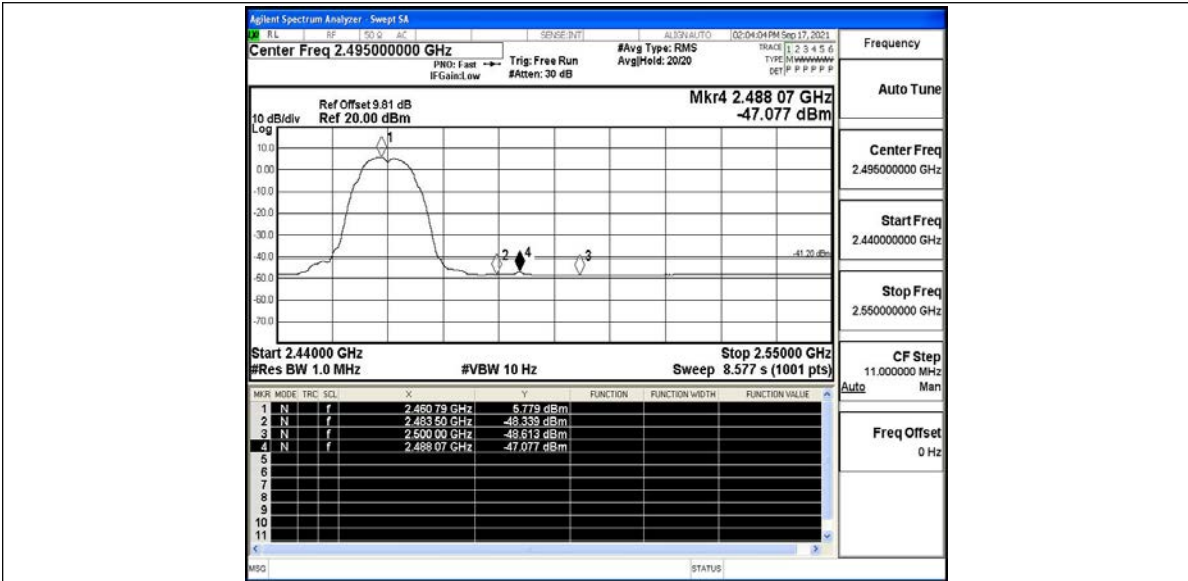 Agilent Spectrum Analyzer - Swept SA
RL RF 50 Ω AC SENSE:INT ALIGNAUTO 02:04:04 PM Sep 17, 2021
Center Freq 2.495000000 GHz
PNO: Fast
IFGain:Low
Trig: Free Run
#Atten: 30 dB
#Avg Type: RMS
Avg|Hold: 20/20
TRACE 1 2 3 4 5 6
TYPE MWWWWW
DET P P P P P P
Ref Offset 9.81 dB
10 dB/div Ref 20.00 dBm
Log
Mkr4 2.488 07 GHz
-47.077 dBm
10.0
0.00
-10.0
-20.0
-30.0
-40.0
-50.0
-60.0
-70.0
1
2
4
3
-41.20 dBm
Start 2.44000 GHz Stop 2.55000 GHz
#Res BW 1.0 MHz #VBW 10 Hz Sweep 8.577 s (1001 pts)
MKR MODE TRC SCL X Y FUNCTION FUNCTION WIDTH FUNCTION VALUE
1 N f 2.460 79 GHz 5.779 dBm
2 N f 2.483 50 GHz -48.339 dBm
3 N f 2.500 00 GHz -48.613 dBm
4 N f 2.488 07 GHz -47.077 dBm
5
6
7
8
9
10
11
MSG STATUS
Frequency
Auto Tune
Center Freq
2.495000000 GHz
Start Freq
2.440000000 GHz
Stop Freq
2.550000000 GHz
CF Step
11.000000 MHz
Auto Man
Freq Offset
0 Hz